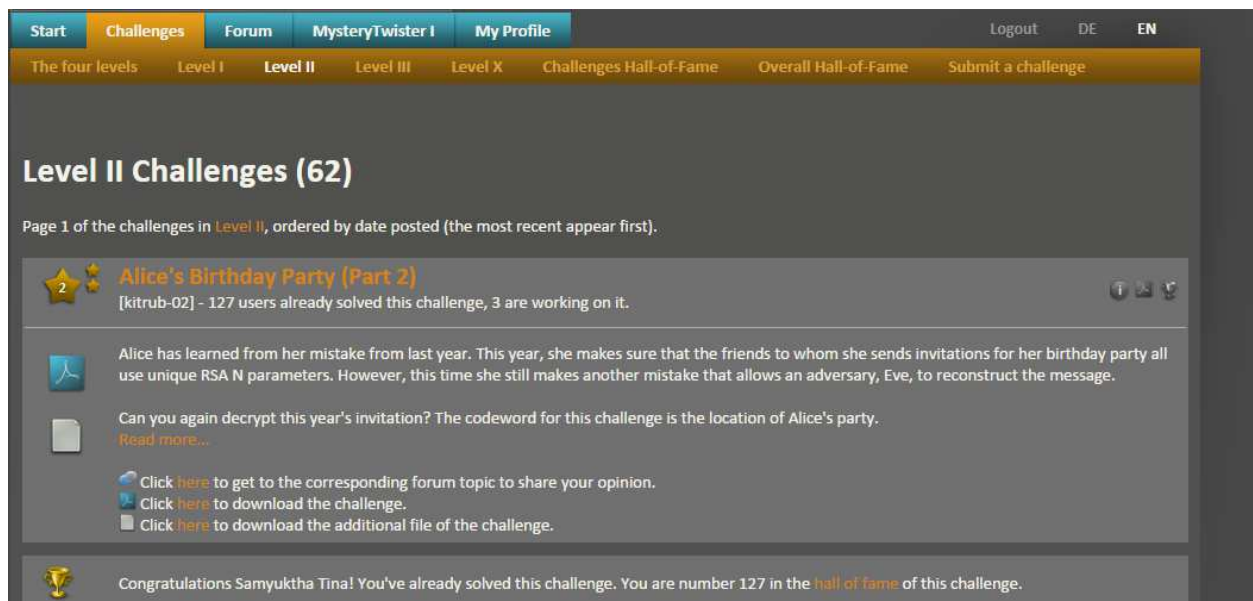 Start Challenges Forum MysteryTwister I My Profile Logout DE EN
The four levels Level I Level II Level III Level X Challenges Hall-of-Fame Overall Hall-of-Fame Submit a challenge
Level II Challenges (62)
Page 1 of the challenges in Level II, ordered by date posted (the most recent appear first).
2
Alice's Birthday Party (Part 2)
[kitrub-02] - 127 users already solved this challenge, 3 are working on it.
Alice has learned from her mistake from last year. This year, she makes sure that the friends to whom she sends invitations for her birthday party all
use unique RSA N parameters. However, this time she still makes another mistake that allows an adversary, Eve, to reconstruct the message.
Can you again decrypt this year's invitation? The codeword for this challenge is the location of Alice's party.
Read more...
Click here to get to the corresponding forum topic to share your opinion.
Click here to download the challenge.
Click here to download the additional file of the challenge.
Congratulations Samyuktha Tina! You've already solved this challenge. You are number 127 in the hall of fame of this challenge.